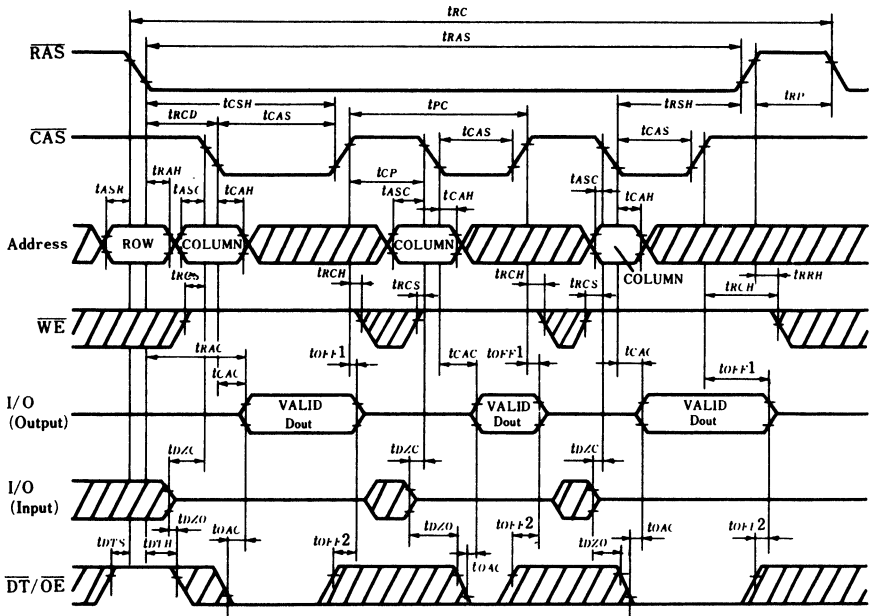 tRC
RAS tRAS
tCSH tPC tRSH tRP
tRCD tCAS tCAS tCAS
CAS
tRAH tCP
tASR tASC tCAH tASC tCAH tASC tCAH
Address ROW COLUMN COLUMN
COLUMN
tRCS tRCH tRCS tRCH tRCS tRCH tRRH
WE
tRAC tOFF1 tCAC tOFF1 tCAC tOFF1
tCAC
I/O VALID VALID VALID
(Output) Dout Dout Dout
tDZC tDZC tDZC
I/O
(Input)
tDZO tOAC tDZO tOFF2 tOAC tOFF2
tDTS tDTH tOFF2 tOAC tDZO
DT/OE